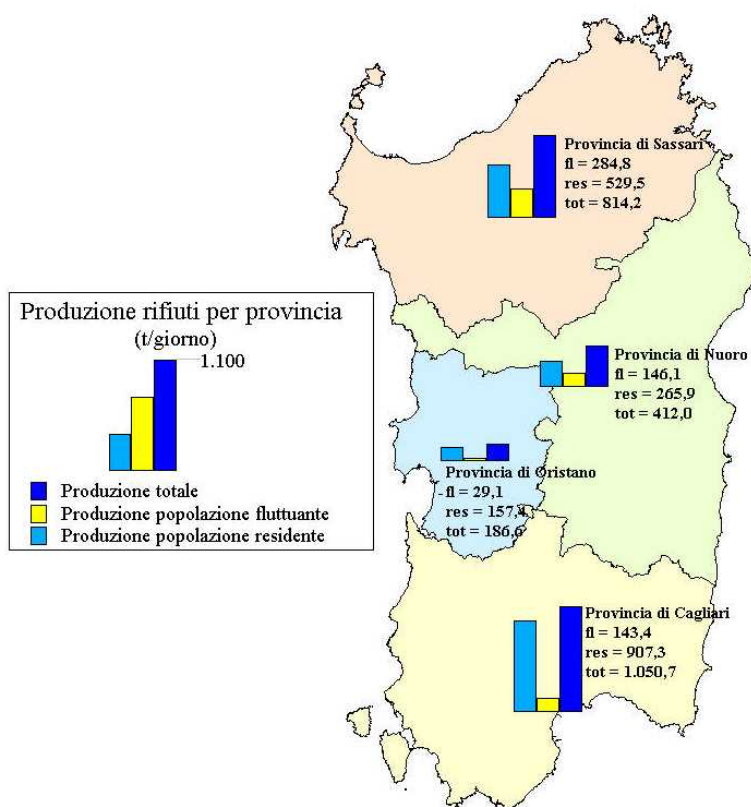 Provincia di Sassari
fl = 284,8
res = 529,5
tot = 814,2
Produzione rifiuti per provincia
(t/giorno)
1.100
Produzione totale
Produzione popolazione fluttuante
Produzione popolazione residente
Provincia di Nuoro
fl = 146,1
res = 265,9
tot = 412,0
Provincia di Oristano
fl = 29,1
res = 157,4
tot = 186,6
Provincia di Cagliari
fl = 143,4
res = 907,3
tot = 1.050,7